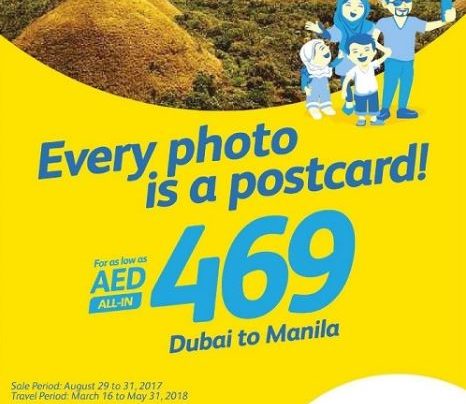 Every photo
is a postcard!
For as low as
AED
ALL-IN
469
Dubai to Manila
Sale Period: August 29 to 31, 2017
Travel Period: March 16 to May 31, 2018